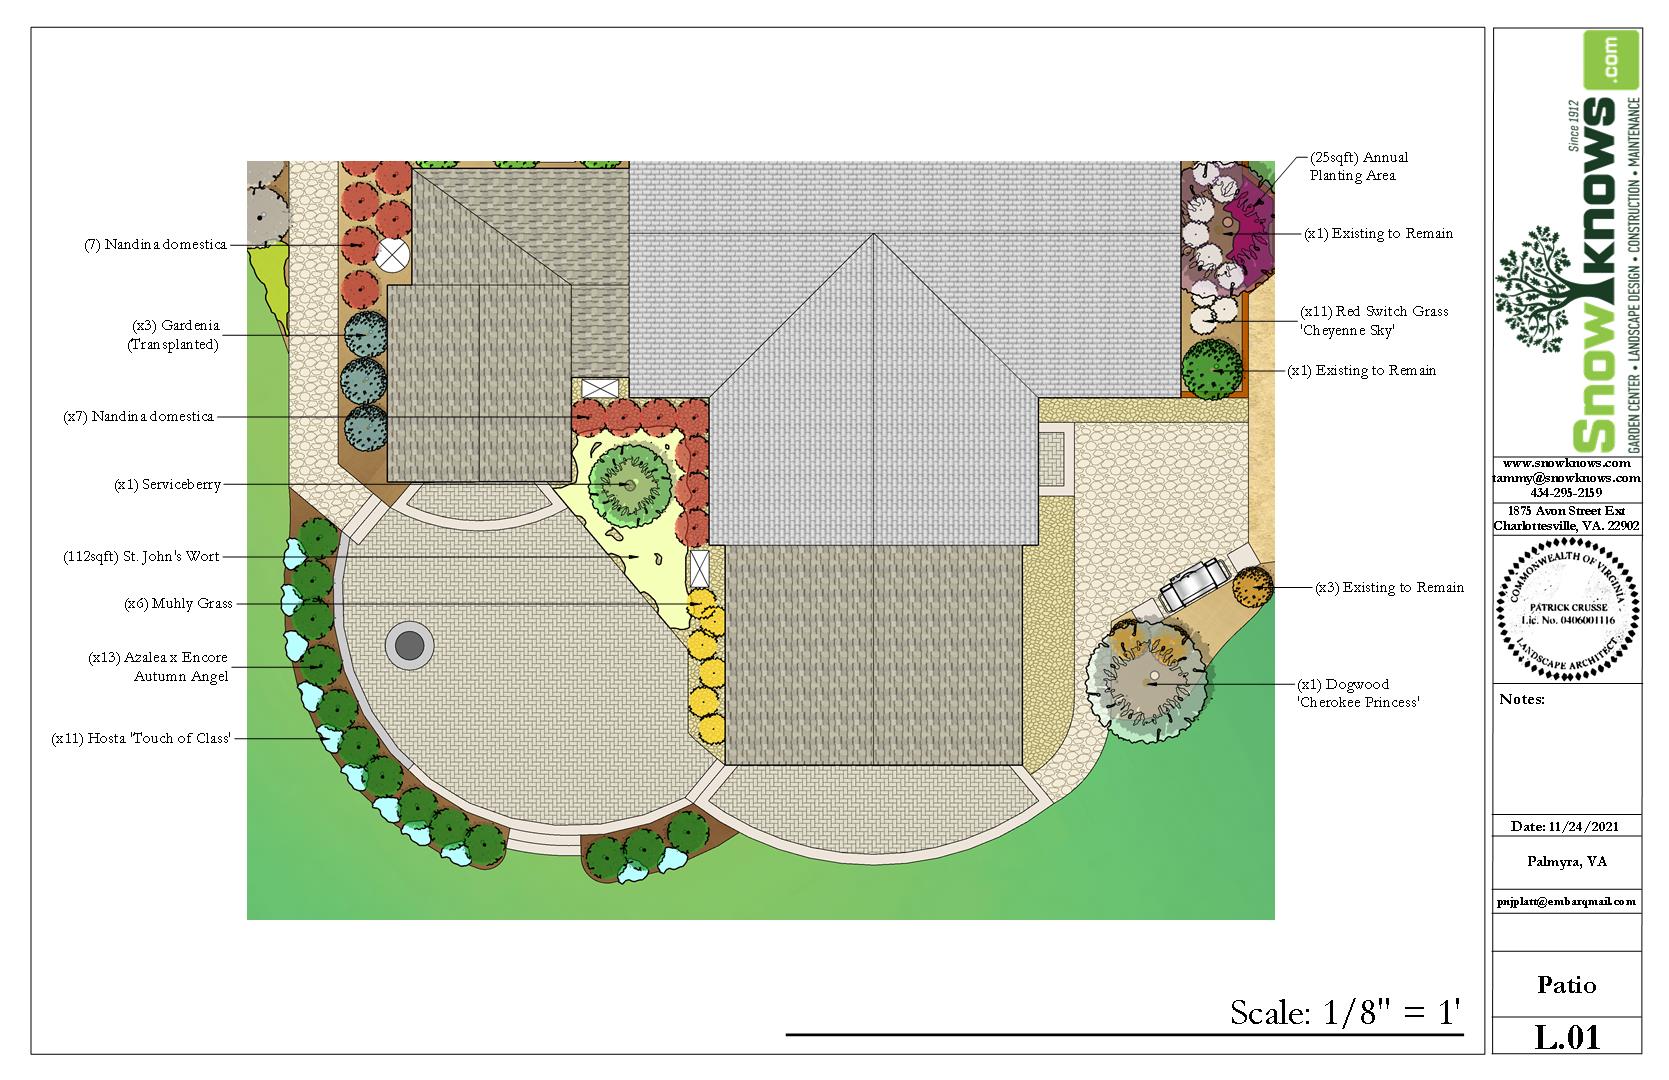 (7) Nandina domestica
(x3) Gardenia
(Transplanted)
(x7) Nandina domestica
(x1) Serviceberry
(112sqft) St. John's Wort
(x6) Muhly Grass
(x13) Azalea x Encore
Autumn Angel
(x11) Hosta 'Touch of Class'
(25sqft) Annual
Planting Area
(x1) Existing to Remain
(x11) Red Switch Grass
'Cheyenne Sky'
(x1) Existing to Remain
(x3) Existing to Remain
(x1) Dogwood
'Cherokee Princess'
Scale: 1/8" = 1'
Snow knows .com
Since 1912
GARDEN CENTER • LANDSCAPE DESIGN • CONSTRUCTION • MAINTENANCE
www.snowknows.com
tammy@snowknows.com
434-295-2159
1875 Avon Street Ext
Charlottesville, VA. 22902
COMMONWEALTH OF VIRGINIA
PATRICK CRUSSE
Lic. No. 0406001116
LANDSCAPE ARCHITECT
Notes:
Date: 11/24/2021
Palmyra, VA
pnjplatt@embarqmail.com
Patio
L.01